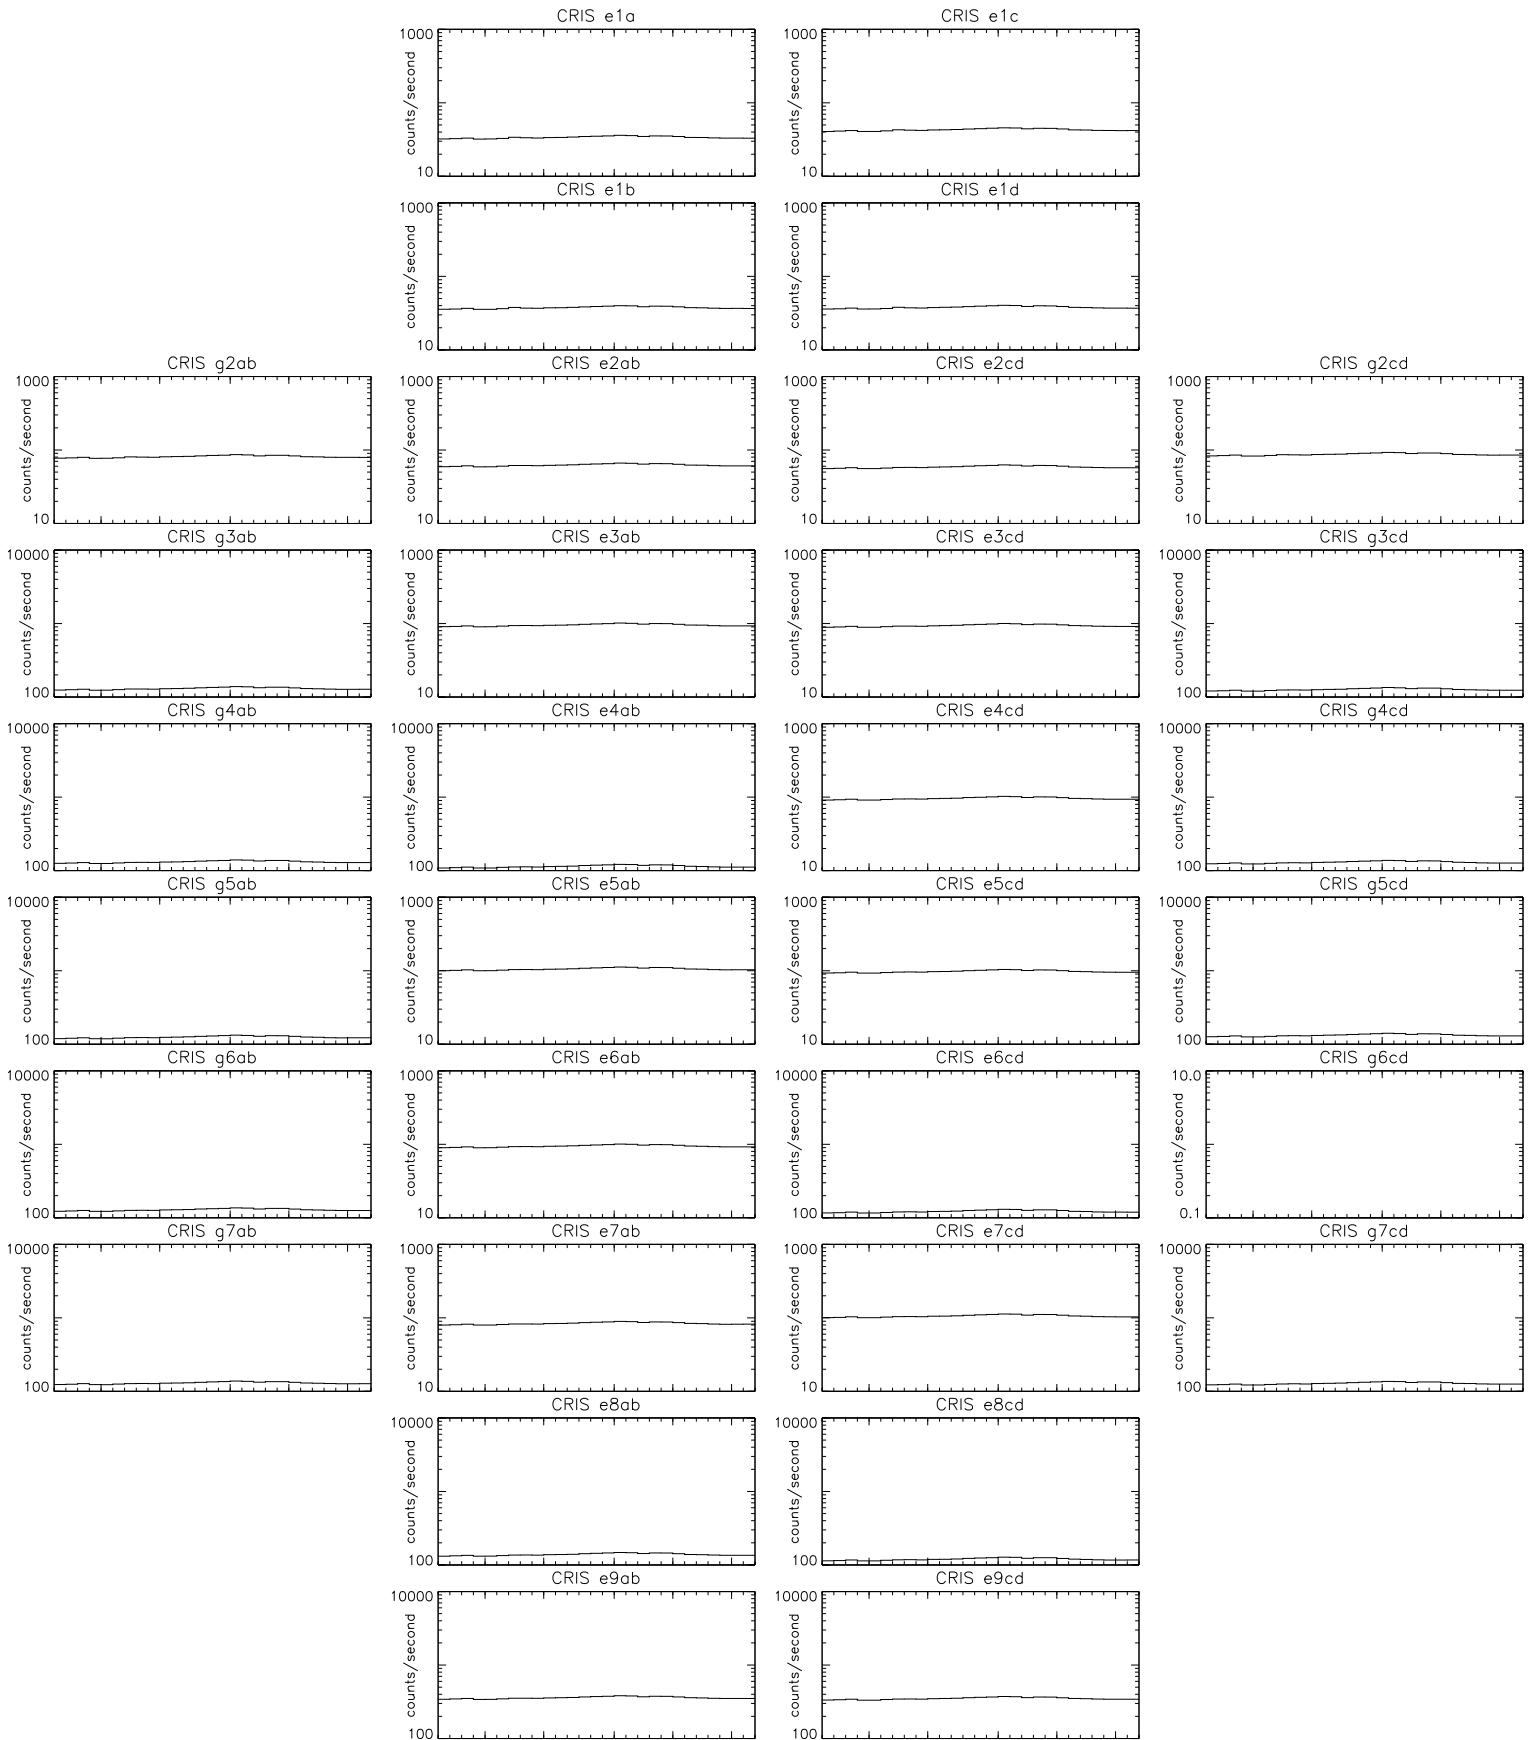 CRIS e1a
CRIS e1c
1000
counts/second
10
1000
counts/second
10
CRIS e1b
CRIS e1d
1000
counts/second
10
1000
counts/second
10
CRIS g2ab
CRIS e2ab
CRIS e2cd
CRIS g2cd
1000
counts/second
10
1000
counts/second
10
1000
counts/second
10
1000
counts/second
10
CRIS g3ab
CRIS e3ab
CRIS e3cd
CRIS g3cd
10000
counts/second
100
1000
counts/second
10
1000
counts/second
10
10000
counts/second
100
CRIS g4ab
CRIS e4ab
CRIS e4cd
CRIS g4cd
10000
counts/second
100
10000
counts/second
100
1000
counts/second
10
10000
counts/second
100
CRIS g5ab
CRIS e5ab
CRIS e5cd
CRIS g5cd
10000
counts/second
100
1000
counts/second
10
1000
counts/second
10
10000
counts/second
100
CRIS g6ab
CRIS e6ab
CRIS e6cd
CRIS g6cd
10000
counts/second
100
1000
counts/second
10
10000
counts/second
100
10.0
counts/second
0.1
CRIS g7ab
CRIS e7ab
CRIS e7cd
CRIS g7cd
10000
counts/second
100
1000
counts/second
10
1000
counts/second
10
10000
counts/second
100
CRIS e8ab
CRIS e8cd
10000
counts/second
100
10000
counts/second
100
CRIS e9ab
CRIS e9cd
10000
counts/second
100
10000
counts/second
100